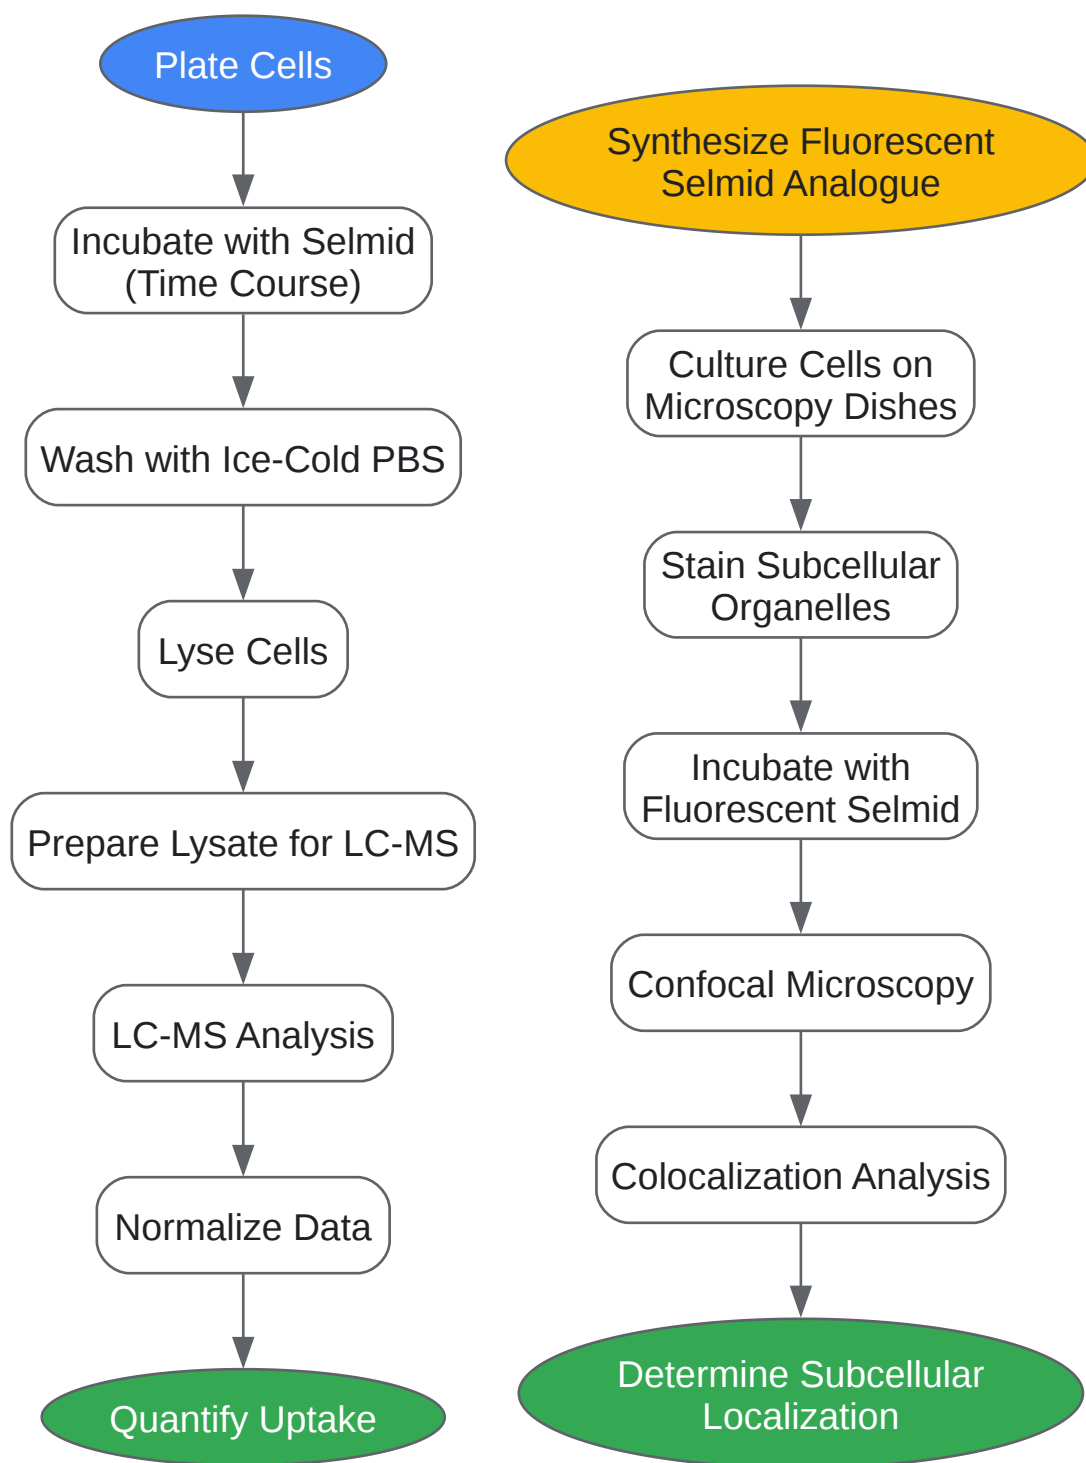 Plate Cells
Incubate with Selmid
(Time Course)
Wash with Ice-Cold PBS
Lyse Cells
Prepare Lysate for LC-MS
LC-MS Analysis
Normalize Data
Quantify Uptake
Synthesize Fluorescent
Selmid Analogue
Culture Cells on
Microscopy Dishes
Stain Subcellular
Organelles
Incubate with
Fluorescent Selmid
Confocal Microscopy
Colocalization Analysis
Determine Subcellular
Localization